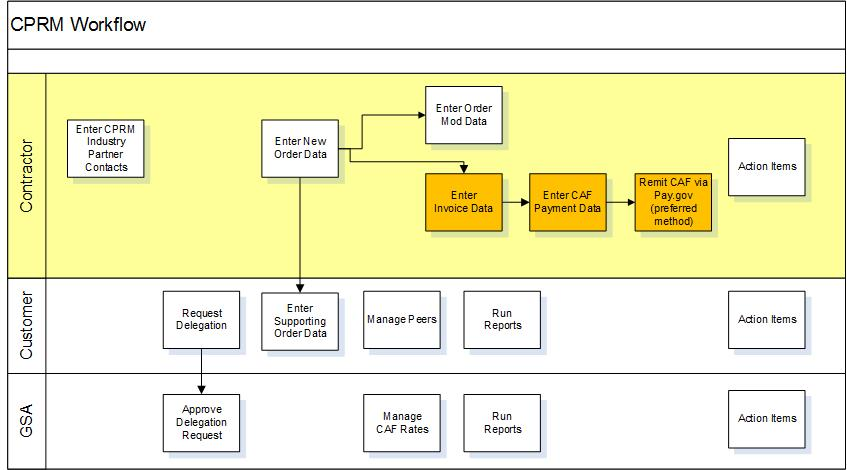 CPRM Workflow
Contractor
Enter CPRM
Industry
Partner
Contacts
Enter New
Order Data
Enter Order
Mod Data
Enter
Invoice Data
Enter CAF
Payment Data
Remit CAF via
Pay.gov
(preferred
method)
Action Items
Customer
Request
Delegation
Enter
Supporting
Order Data
Manage Peers
Run
Reports
Action Items
GSA
Approve
Delegation
Request
Manage
CAF Rates
Run
Reports
Action Items